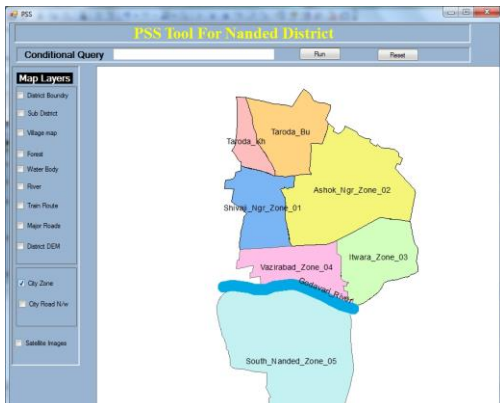 PSS
PSS Tool For Nanded District
Conditional Query
Run
Reset
Map Layers
District Boundry
Sub District
Village map
Forest
Water Body
River
Train Route
Major Roads
District DEM
City Zone
City Road N/w
Satellite Images
Taroda_Kh
Taroda_Bu
Ashok_Ngr_Zone_02
Shivaji_Ngr_Zone_01
Itwara_Zone_03
Vazirabad_Zone_04
Godavari_River
South_Nanded_Zone_05